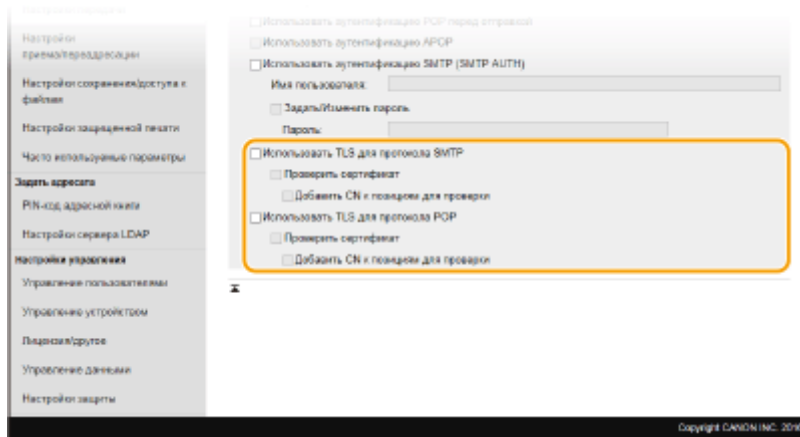 Настройки
приема/переадресации
Настройки сохранения/доступа к
файлам
Настройки защищенной печати
Часто используемые параметры
Задать адресата
PIN-код адресной книги
Настройки сервера LDAP
Настройки управления
Управление пользователями
Управление устройством
Лицензия/другое
Управление данными
Настройки защиты
Использовать аутентификацию POP перед отправкой
Использовать аутентификацию APOP
Использовать аутентификацию SMTP (SMTP AUTH)
Имя пользователя:
Задать/Изменить пароль
Пароль:
Использовать TLS для протокола SMTP
Проверить сертификат
Добавить CN к позициям для проверки
Использовать TLS для протокола POP
Проверить сертификат
Добавить CN к позициям для проверки
Copyright CANON INC. 2016